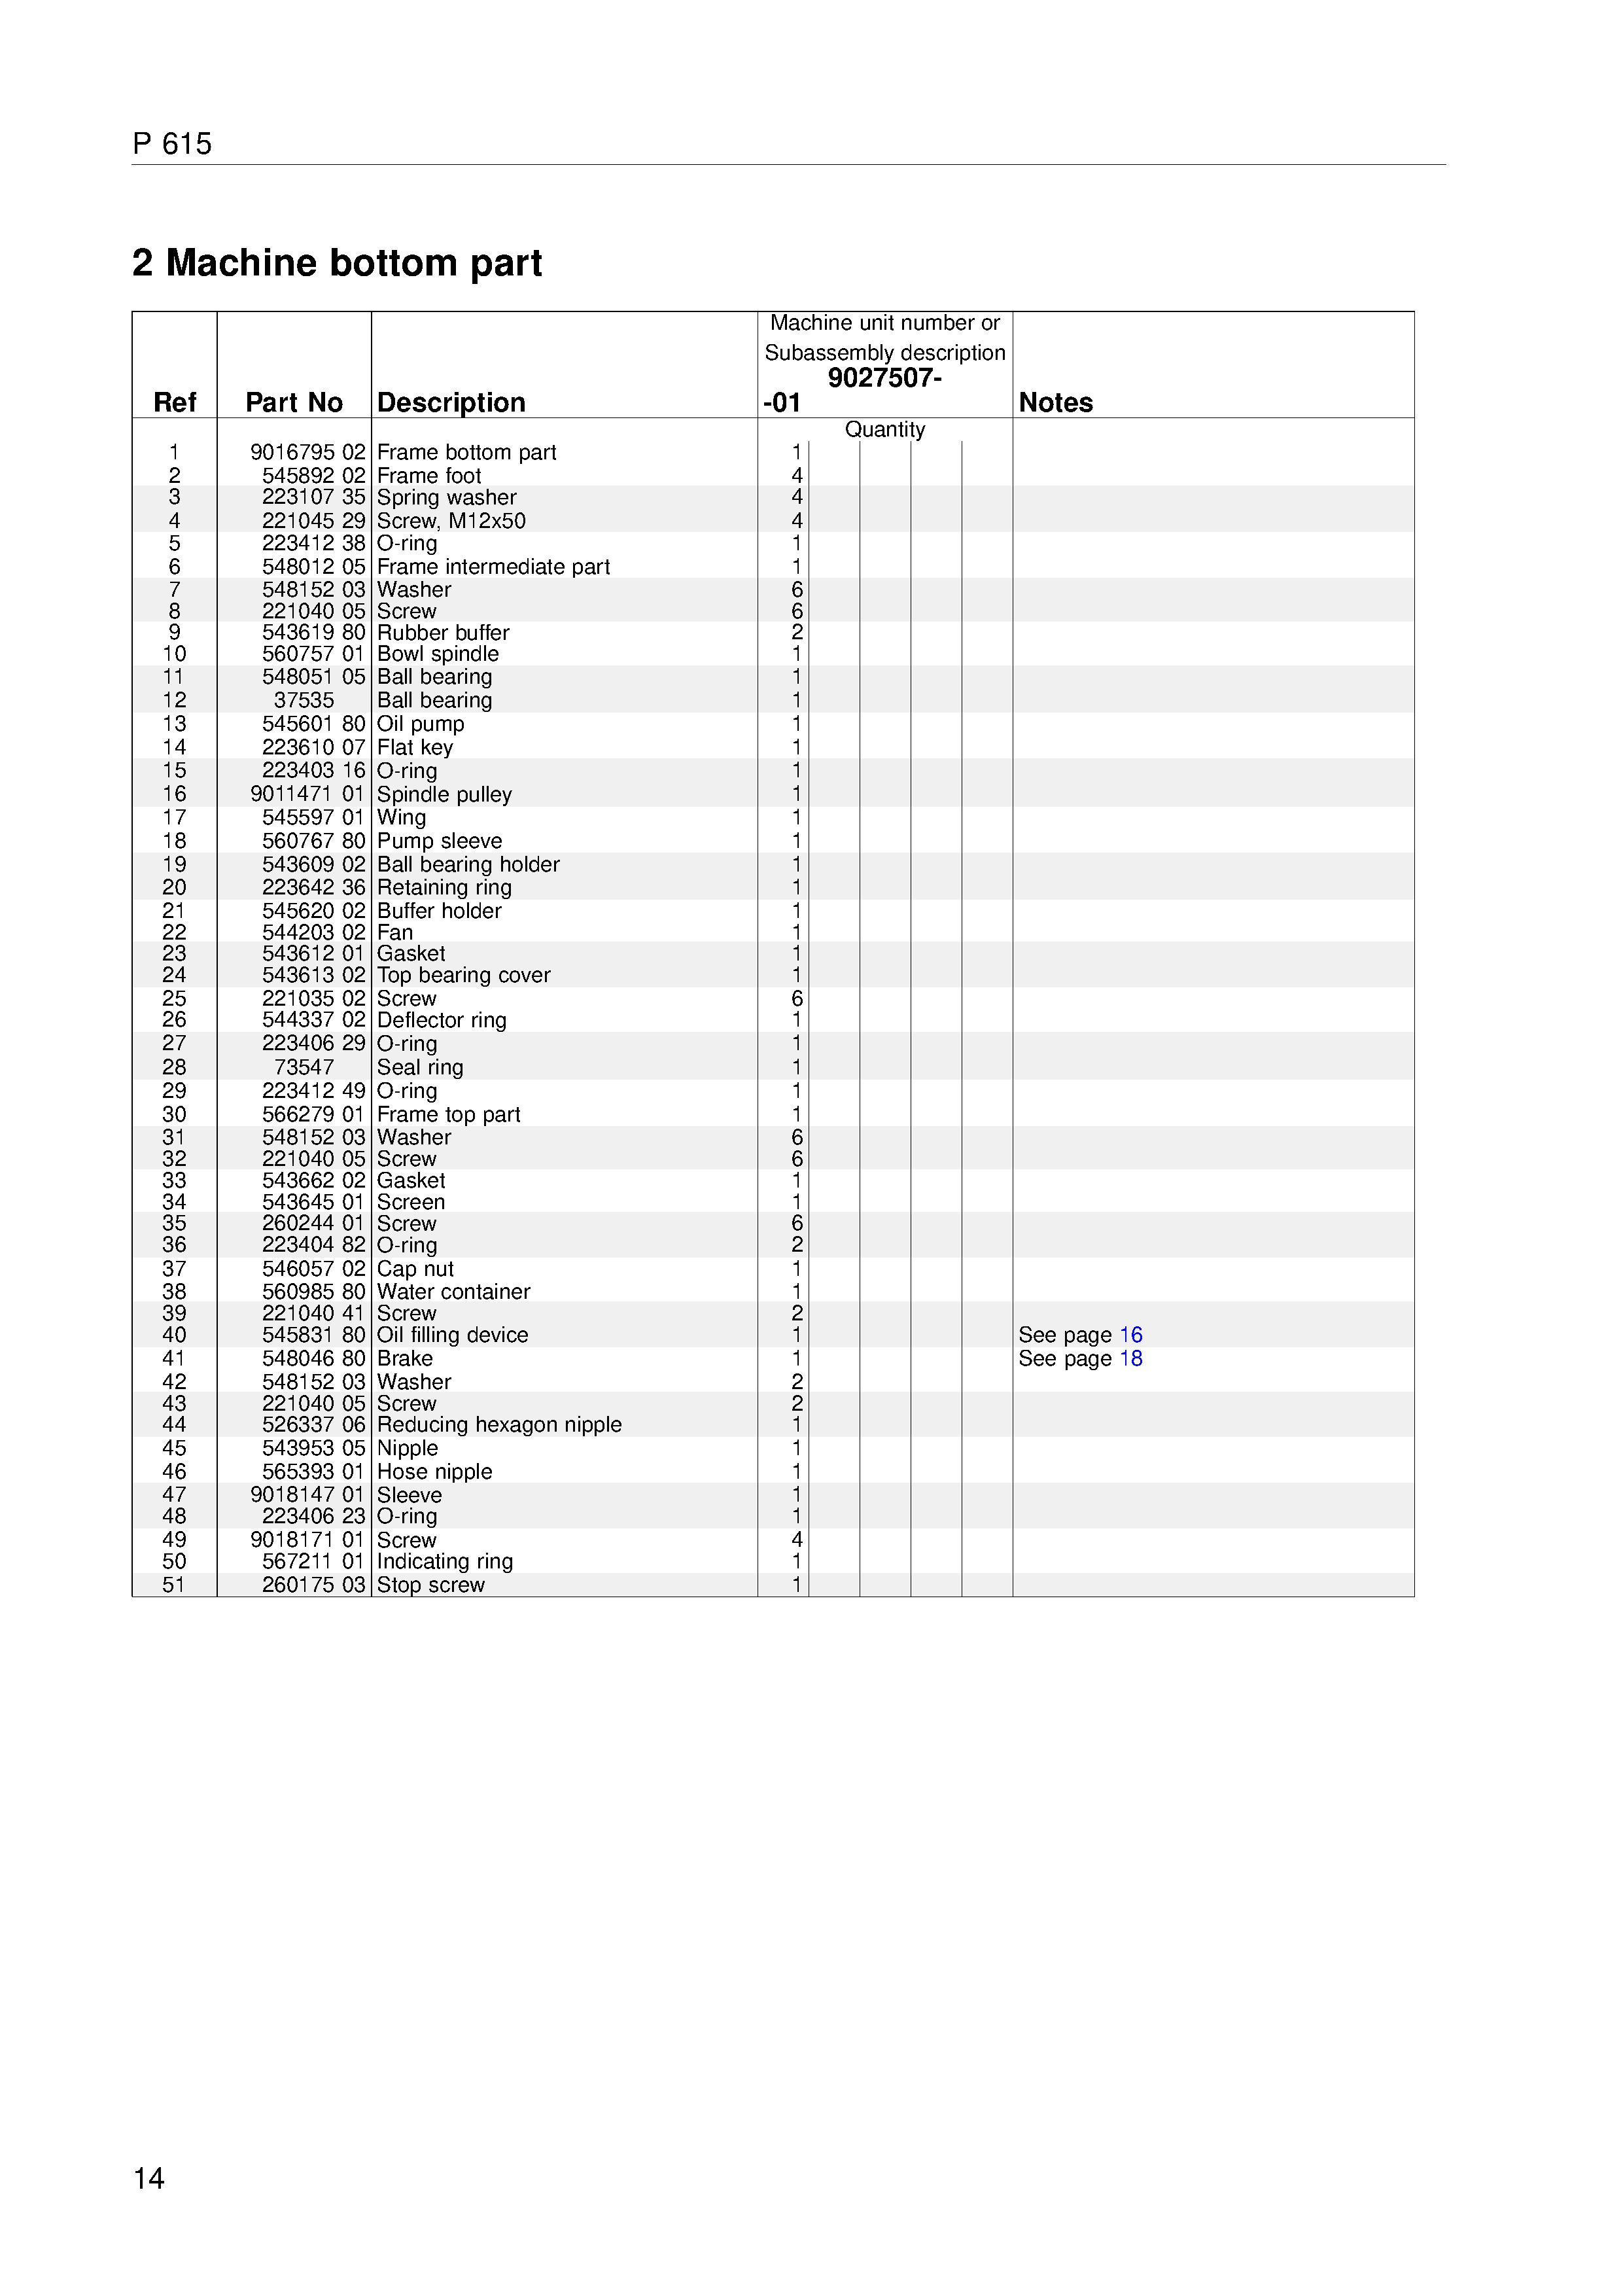 P 615
2 Machine bottom part
Machine unit number or
Subassembly description
9027507-
Ref Part No Description -01 Notes
Quantity
1 9016795 02 Frame bottom part 1
2 545892 02 Frame foot 4
3 223107 35 Spring washer 4
4 221045 29 Screw, M12x50 4
5 223412 38 O-ring 1
6 548012 05 Frame intermediate part 1
7 548152 03 Washer 6
8 221040 05 Screw 6
9 543619 80 Rubber buffer 2
10 560757 01 Bowl spindle 1
11 548051 05 Ball bearing 1
12 37535 Ball bearing 1
13 545601 80 Oil pump 1
14 223610 07 Flat key 1
15 223403 16 O-ring 1
16 9011471 01 Spindle pulley 1
17 545597 01 Wing 1
18 560767 80 Pump sleeve 1
19 543609 02 Ball bearing holder 1
20 223642 36 Retaining ring 1
21 545620 02 Buffer holder 1
22 544203 02 Fan 1
23 543612 01 Gasket 1
24 543613 02 Top bearing cover 1
25 221035 02 Screw 6
26 544337 02 Deflector ring 1
27 223406 29 O-ring 1
28 73547 Seal ring 1
29 223412 49 O-ring 1
30 566279 01 Frame top part 1
31 548152 03 Washer 6
32 221040 05 Screw 6
33 543662 02 Gasket 1
34 543645 01 Screen 1
35 260244 01 Screw 6
36 223404 82 O-ring 2
37 546057 02 Cap nut 1
38 560985 80 Water container 1
39 221040 41 Screw 2
40 545831 80 Oil filling device 1 See page 16
41 548046 80 Brake 1 See page 18
42 548152 03 Washer 2
43 221040 05 Screw 2
44 526337 06 Reducing hexagon nipple 1
45 543953 05 Nipple 1
46 565393 01 Hose nipple 1
47 9018147 01 Sleeve 1
48 223406 23 O-ring 1
49 9018171 01 Screw 4
50 567211 01 Indicating ring 1
51 260175 03 Stop screw 1
14